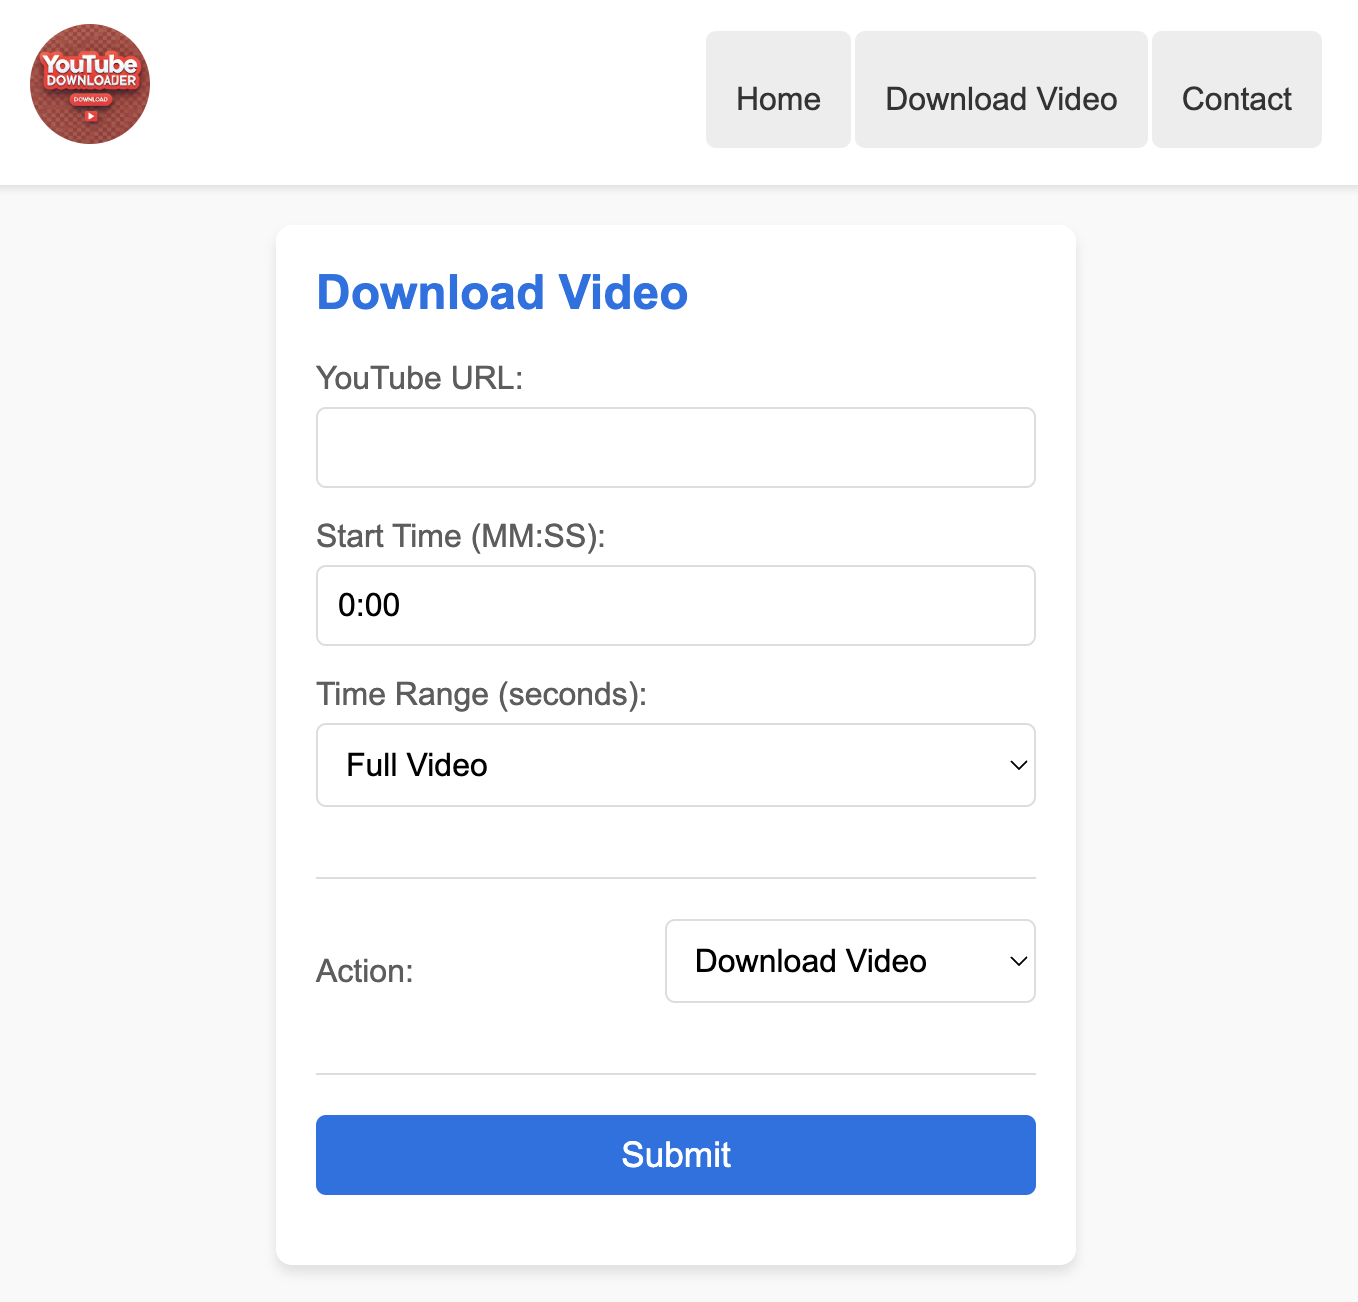 YouTube
DOWNLOADER
DOWNLOAD
Home
Download Video
Contact
Download Video
YouTube URL:
Start Time (MM:SS):
0:00
Time Range (seconds):
Full Video
Action:
Download Video
Submit